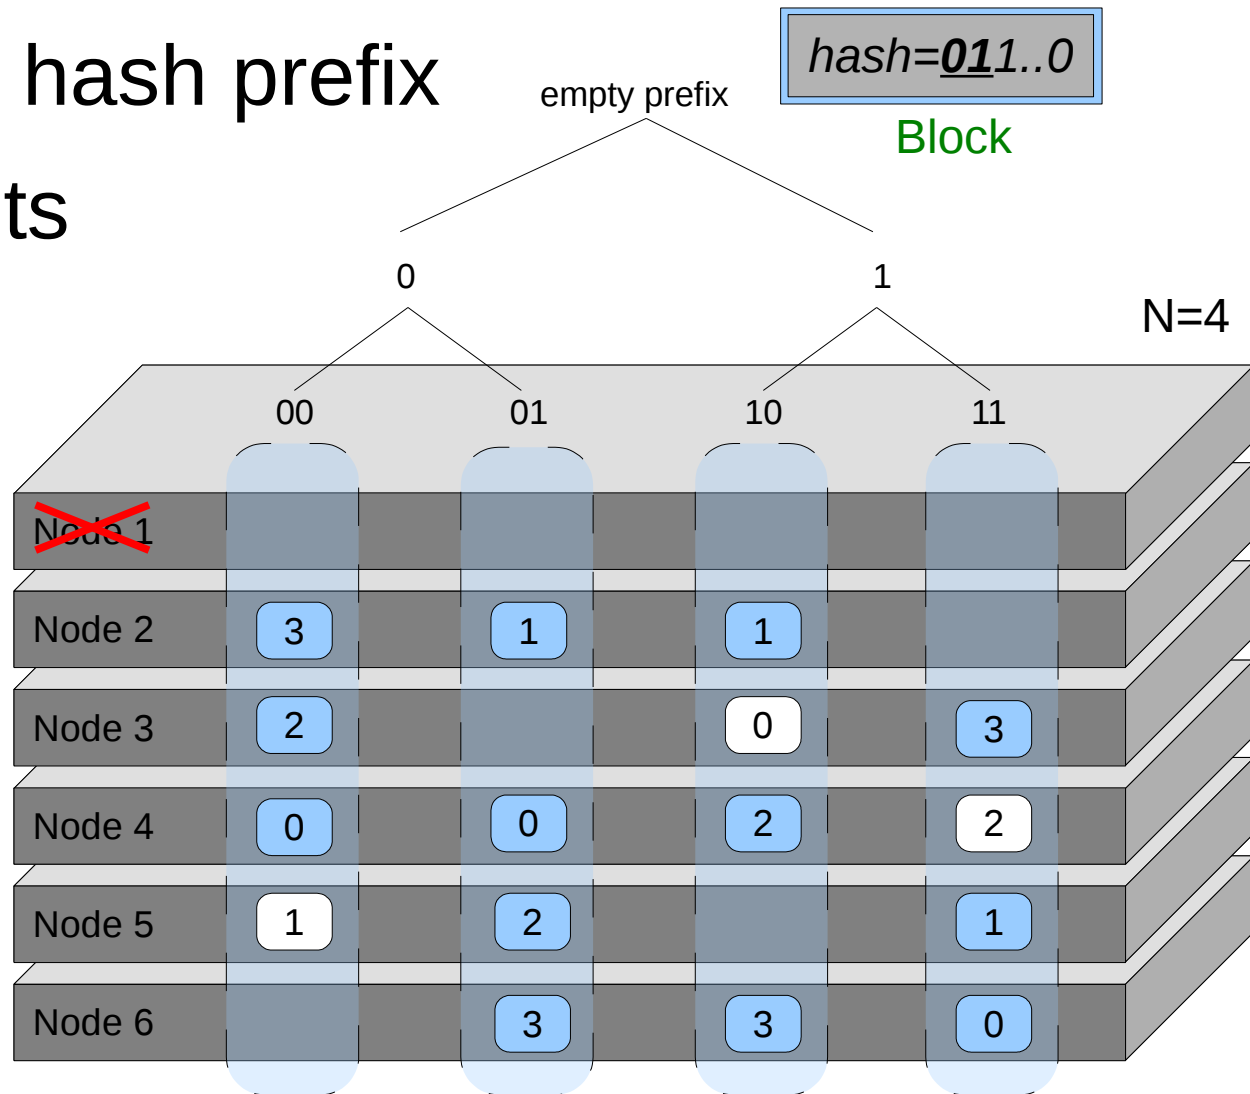 hash prefix
hash=011..0
empty prefix
Block
ts
0 1
N=4
00 01 10 11
Node 1
Node 2 3 1 1
Node 3 2 0 3
Node 4 0 0 2 2
Node 5 1 2 1
Node 6 3 3 0